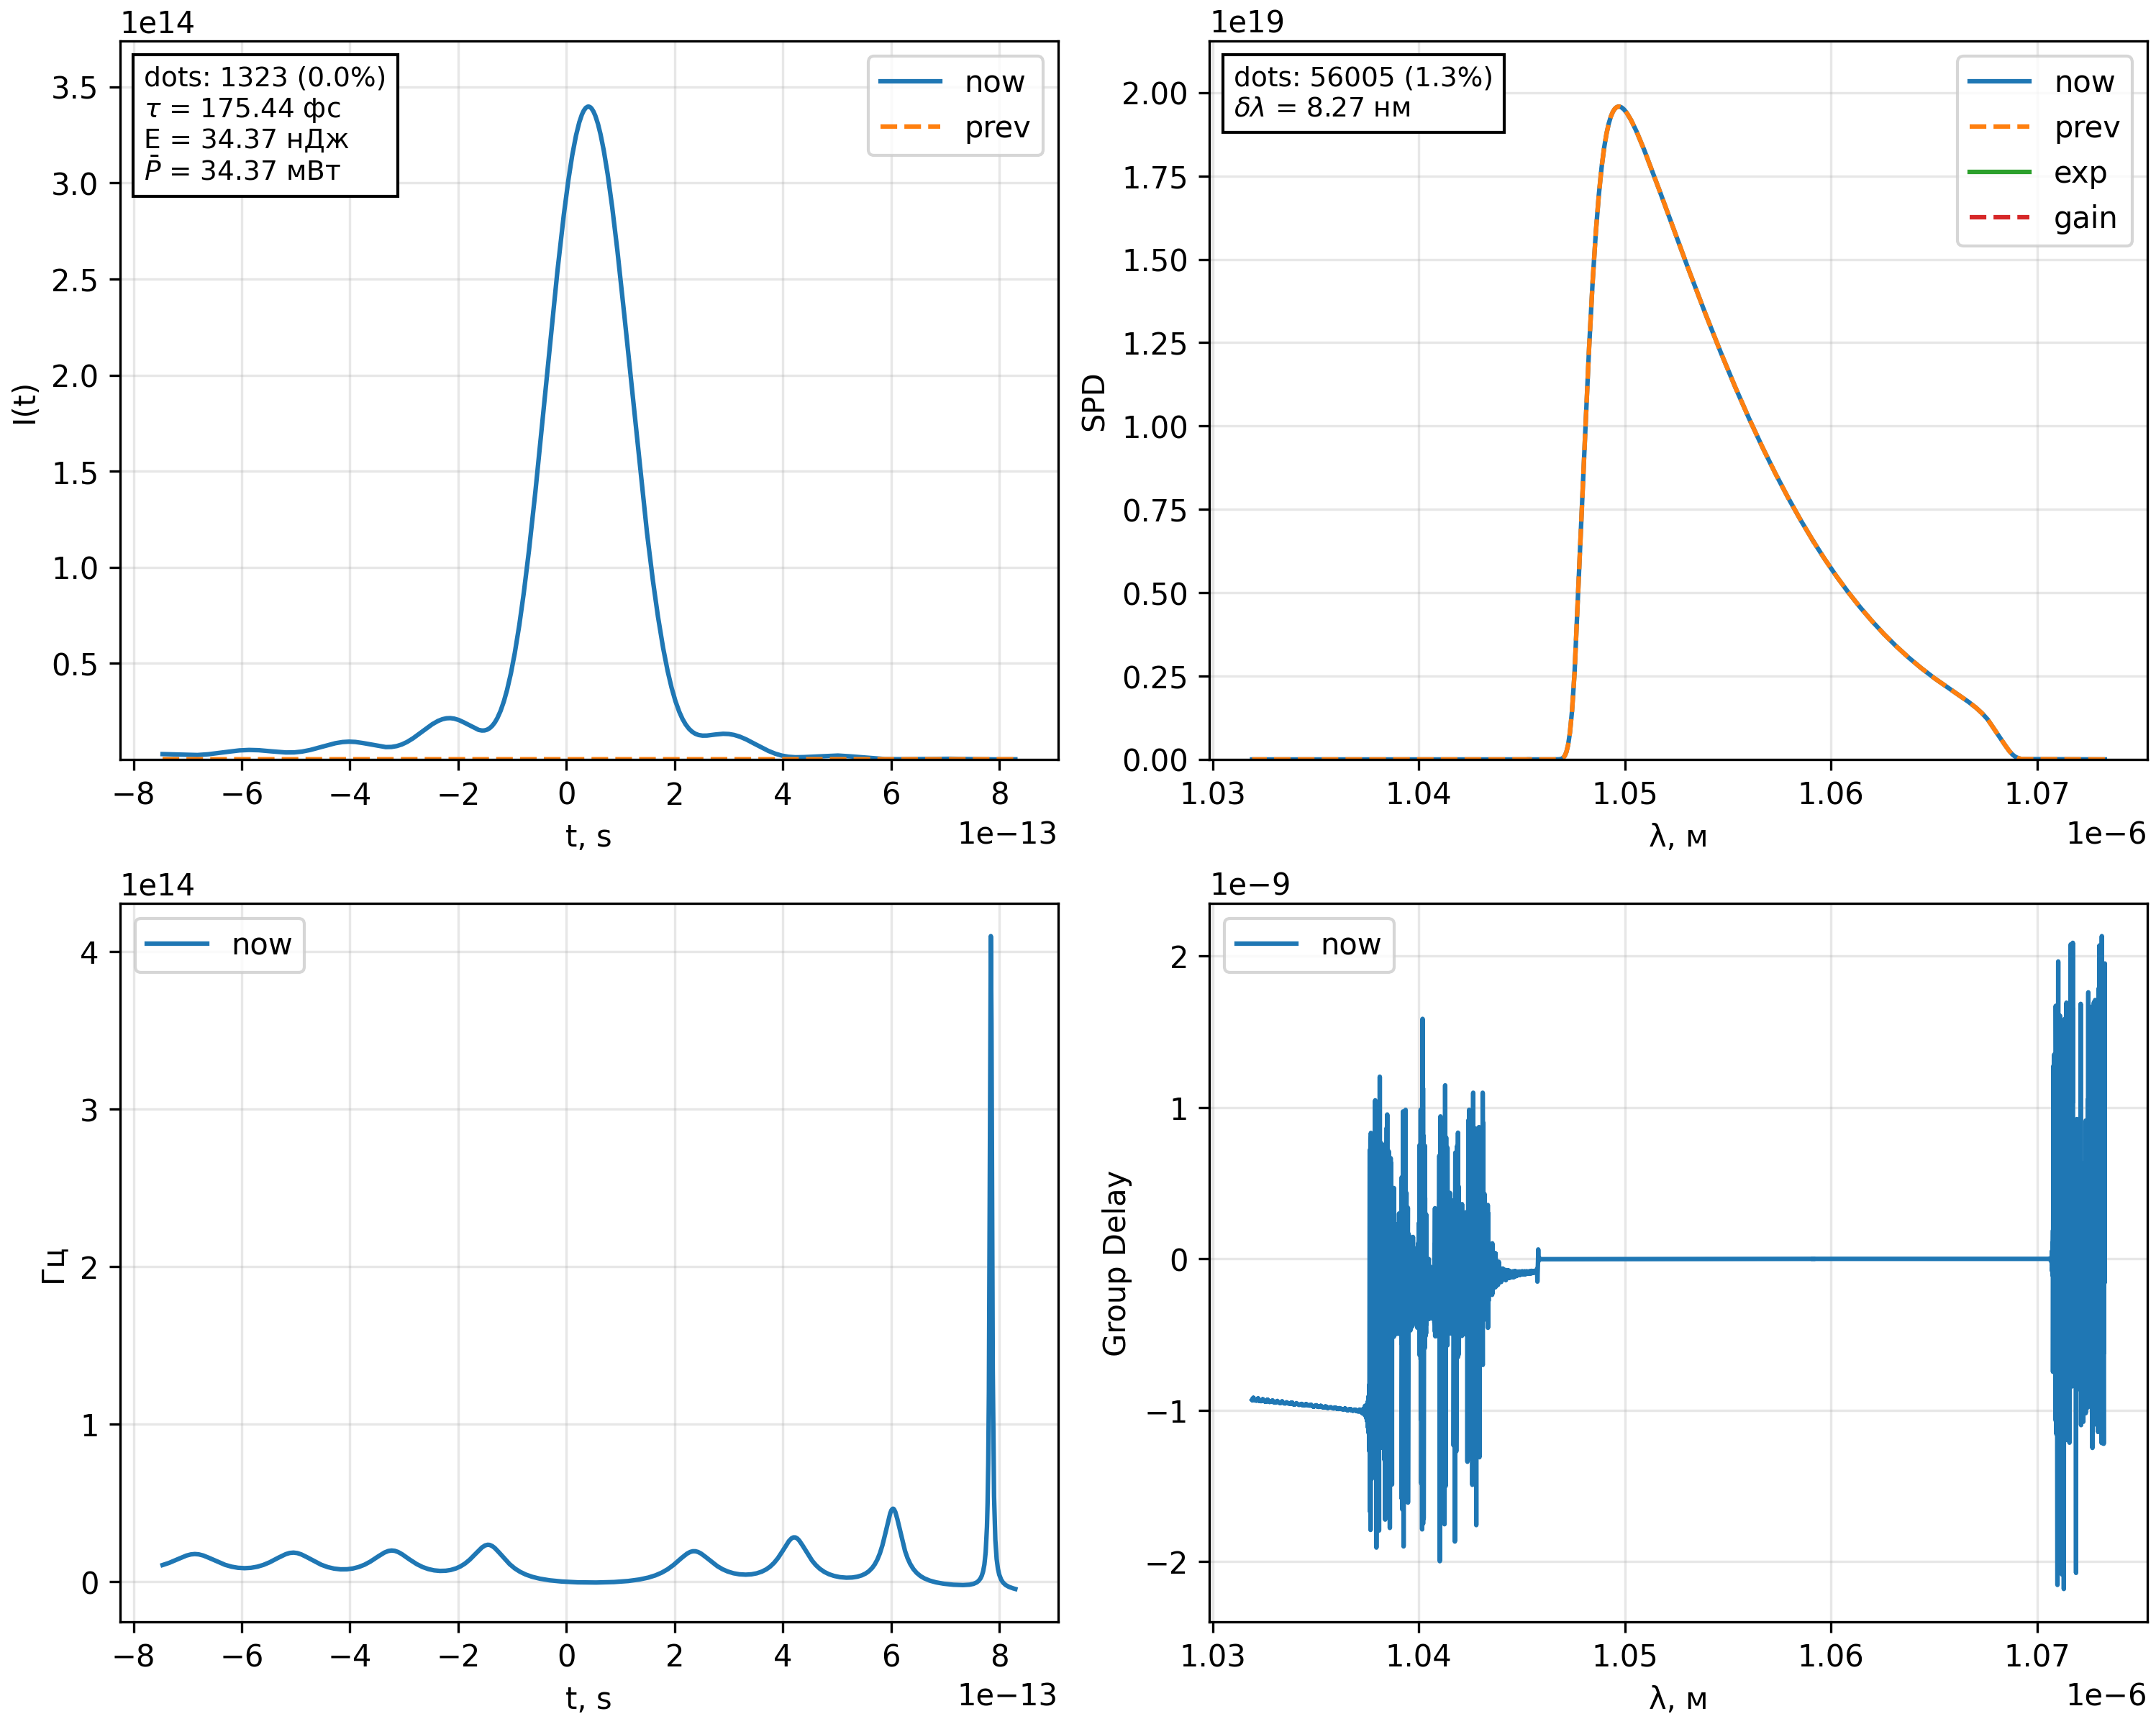 1e14
3.5
3.0
2.5
2.0
1.5
1.0
0.5
I(t)
dots: 1323 (0.0%)
τ = 175.44 фс
E = 34.37 нДж
P̄ = 34.37 мВт
now
prev
−8 −6 −4 −2 0 2 4 6 8
t, s
1e−13
1e19
2.00
1.75
1.50
1.25
1.00
0.75
0.50
0.25
0.00
SPD
dots: 56005 (1.3%)
δλ = 8.27 нм
now
prev
exp
gain
1.03 1.04 1.05 1.06 1.07
λ, м
1e−6
1e14
4
3
2
1
0
Гц
now
−8 −6 −4 −2 0 2 4 6 8
t, s
1e−13
1e−9
2
1
0
−1
−2
Group Delay
now
1.03 1.04 1.05 1.06 1.07
λ, м
1e−6